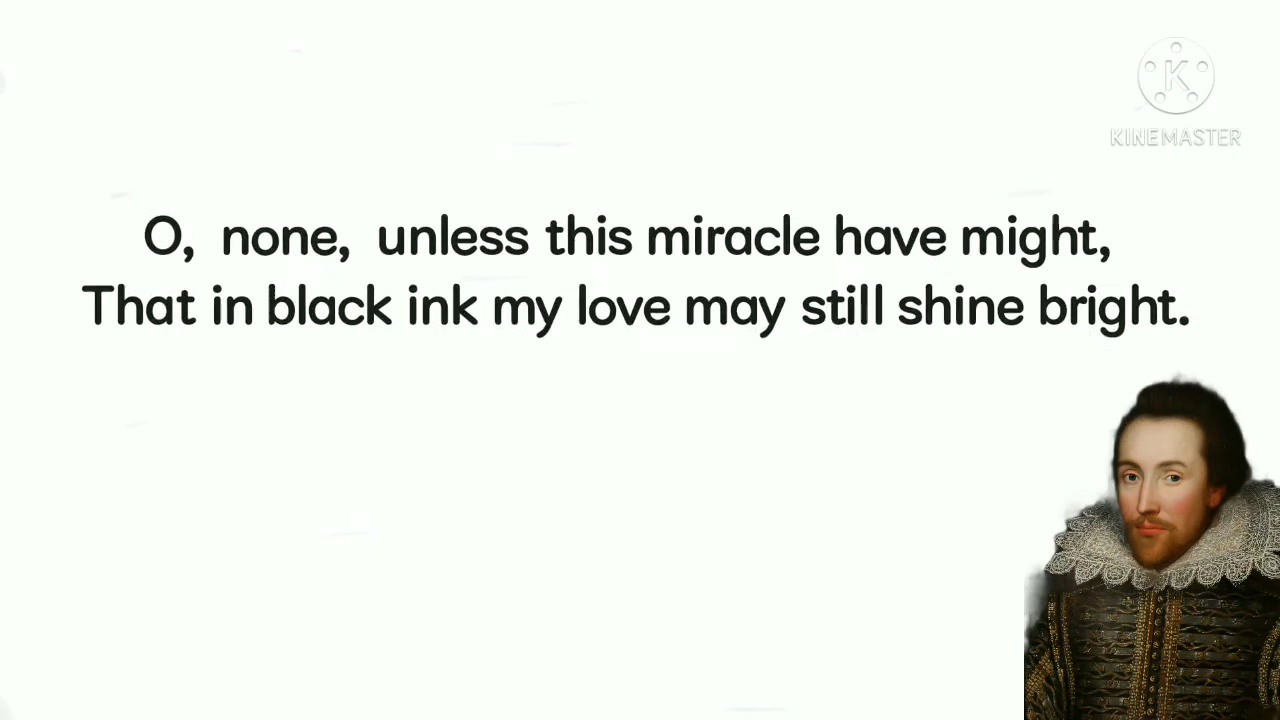 KINEMASTER
O, none, unless this miracle have might,
That in black ink my love may still shine bright.